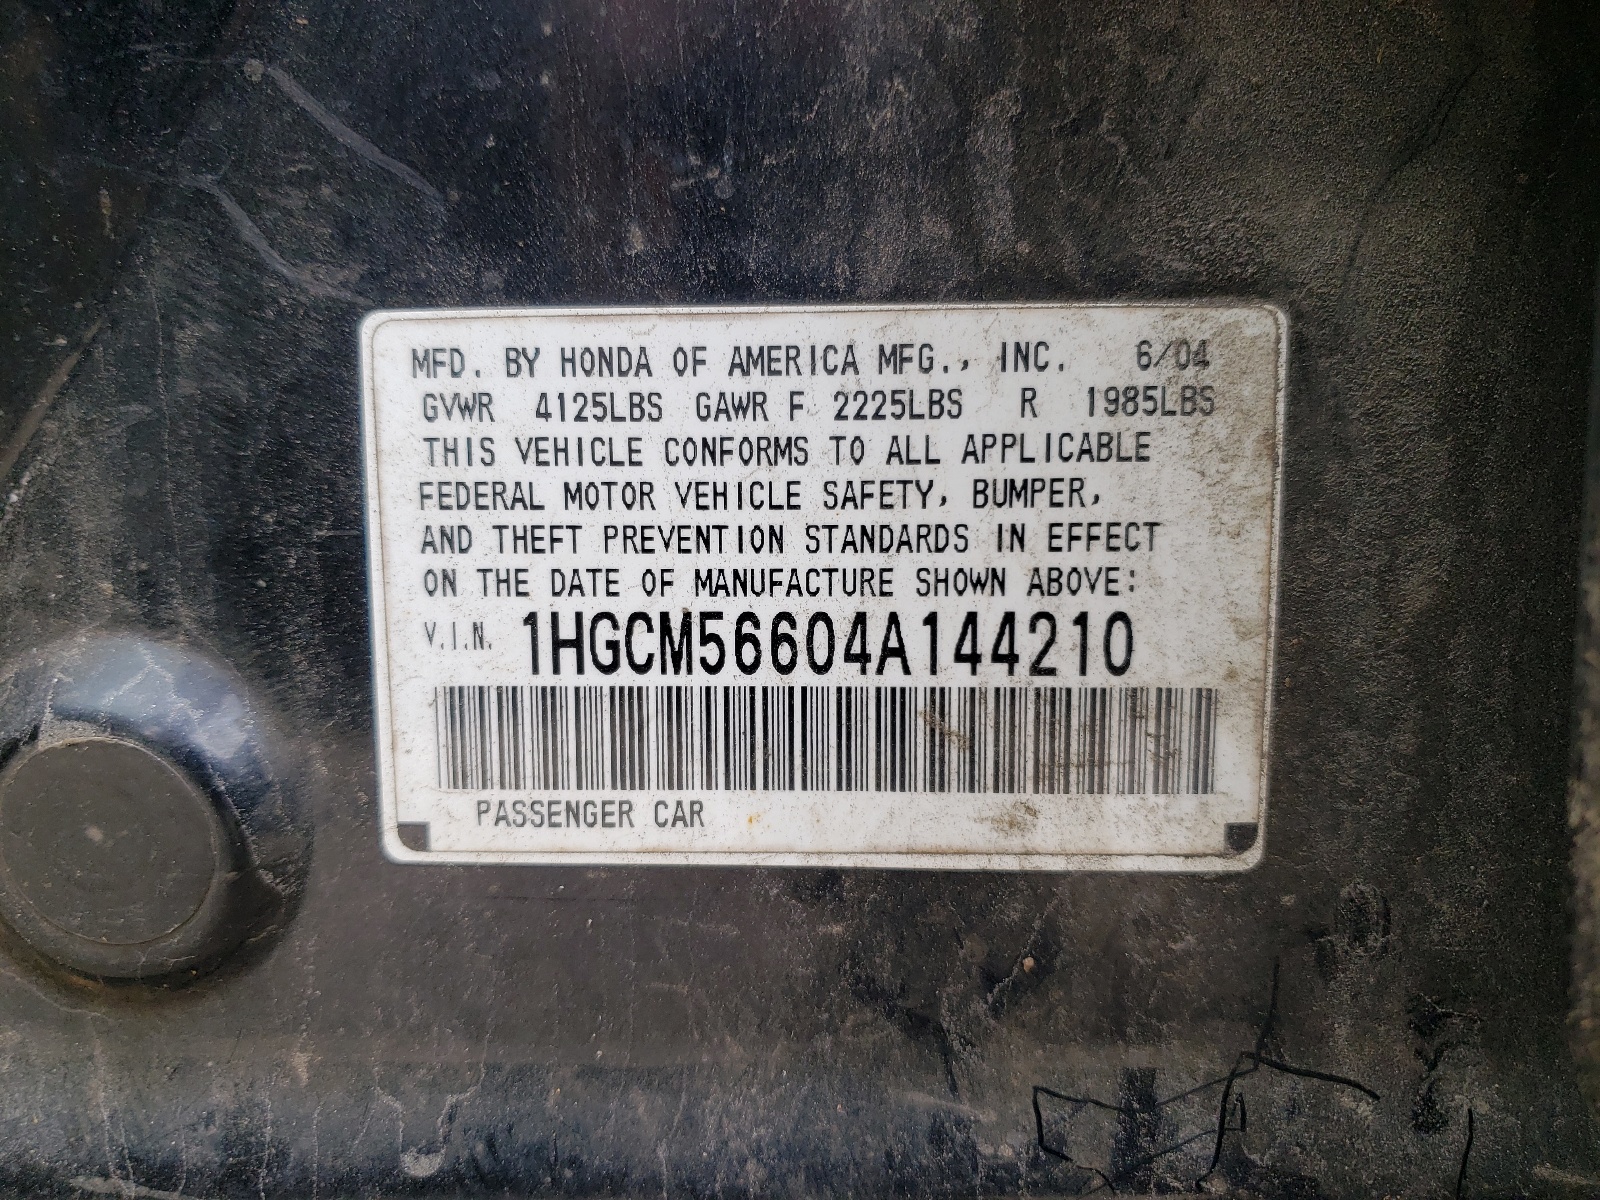 MFD. BY HONDA OF AMERICA MFG., INC. 6/04
GVWR 4125LBS GAWR F 2225LBS R 1985LBS
THIS VEHICLE CONFORMS TO ALL APPLICABLE
FEDERAL MOTOR VEHICLE SAFETY, BUMPER,
AND THEFT PREVENTION STANDARDS IN EFFECT
ON THE DATE OF MANUFACTURE SHOWN ABOVE:
V.I.N. 1HGCM56604A144210
PASSENGER CAR